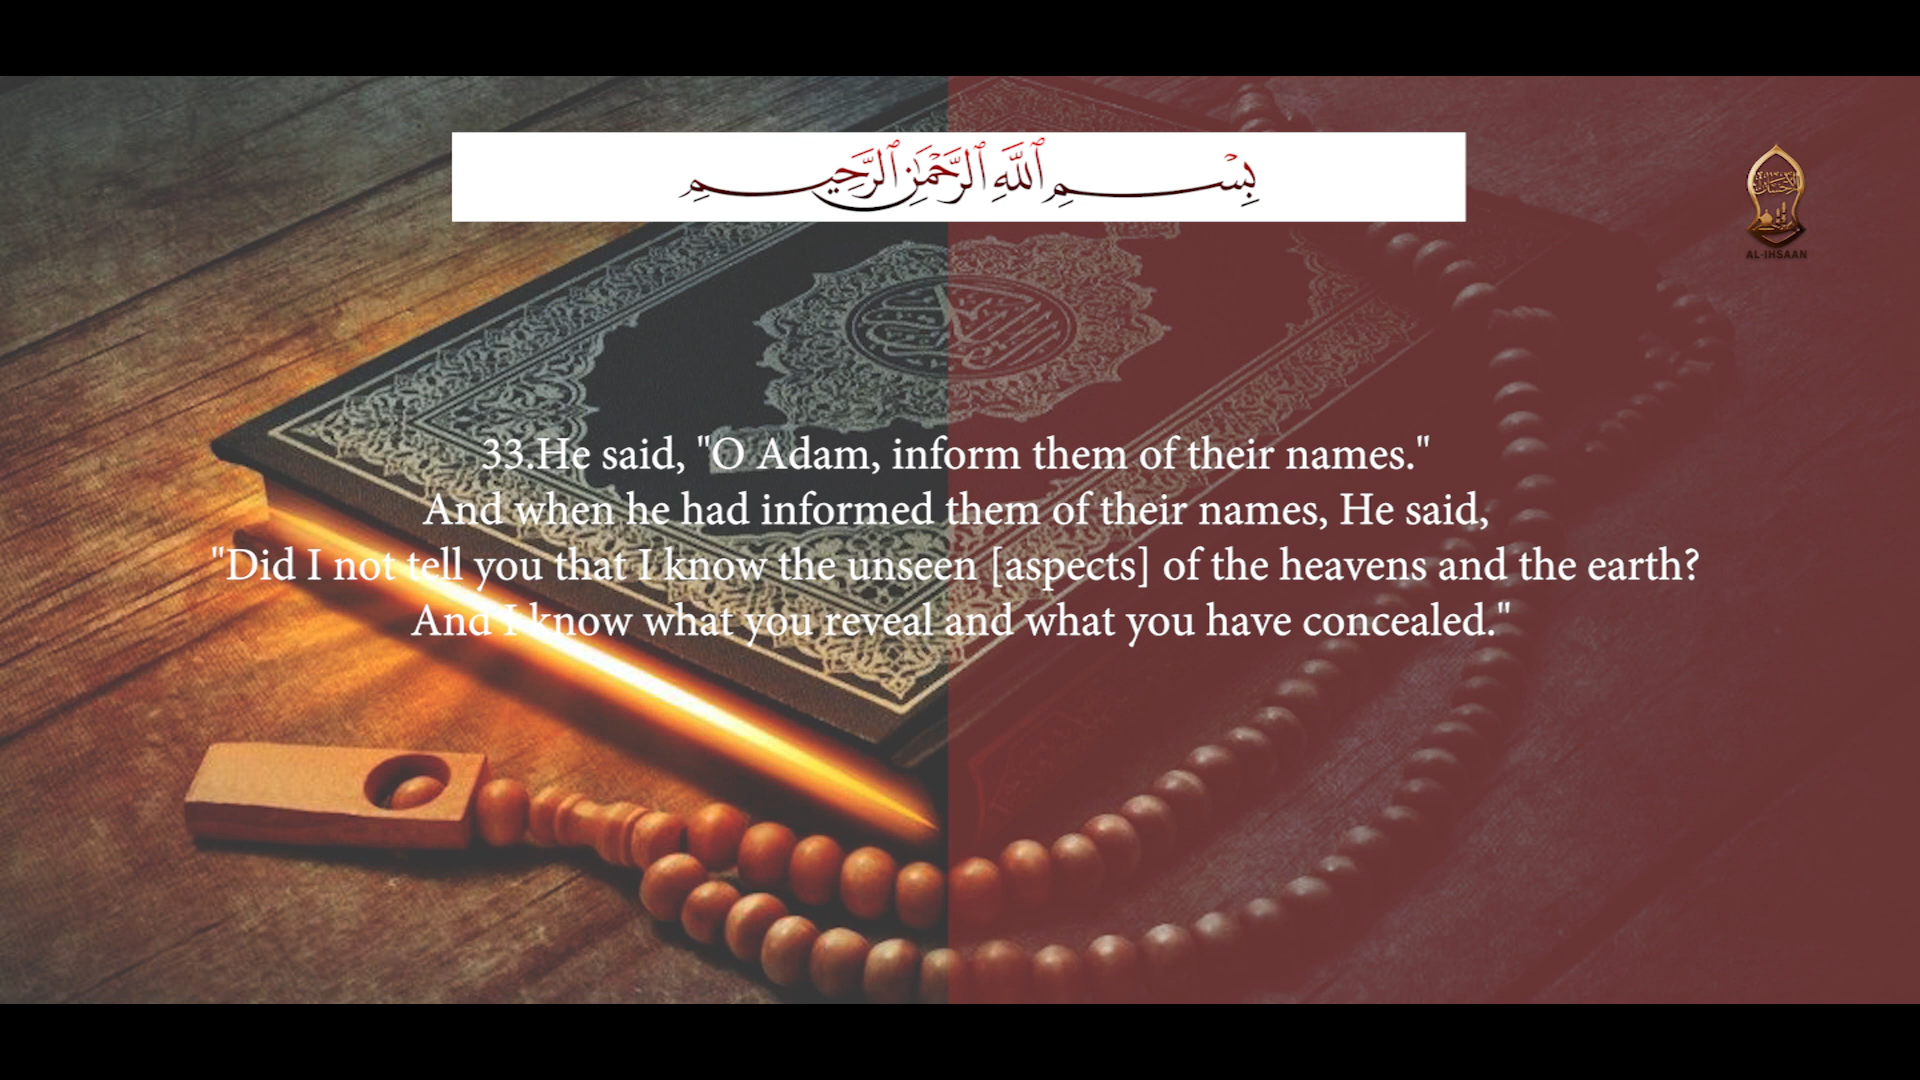 بِسْمِ ٱللَّهِ ٱلرَّحْمَٰنِ ٱلرَّحِيمِ
AL-IHSAAN
33.He said, "O Adam, inform them of their names."
And when he had informed them of their names, He said,
"Did I not tell you that I know the unseen [aspects] of the heavens and the earth?
And I know what you reveal and what you have concealed."